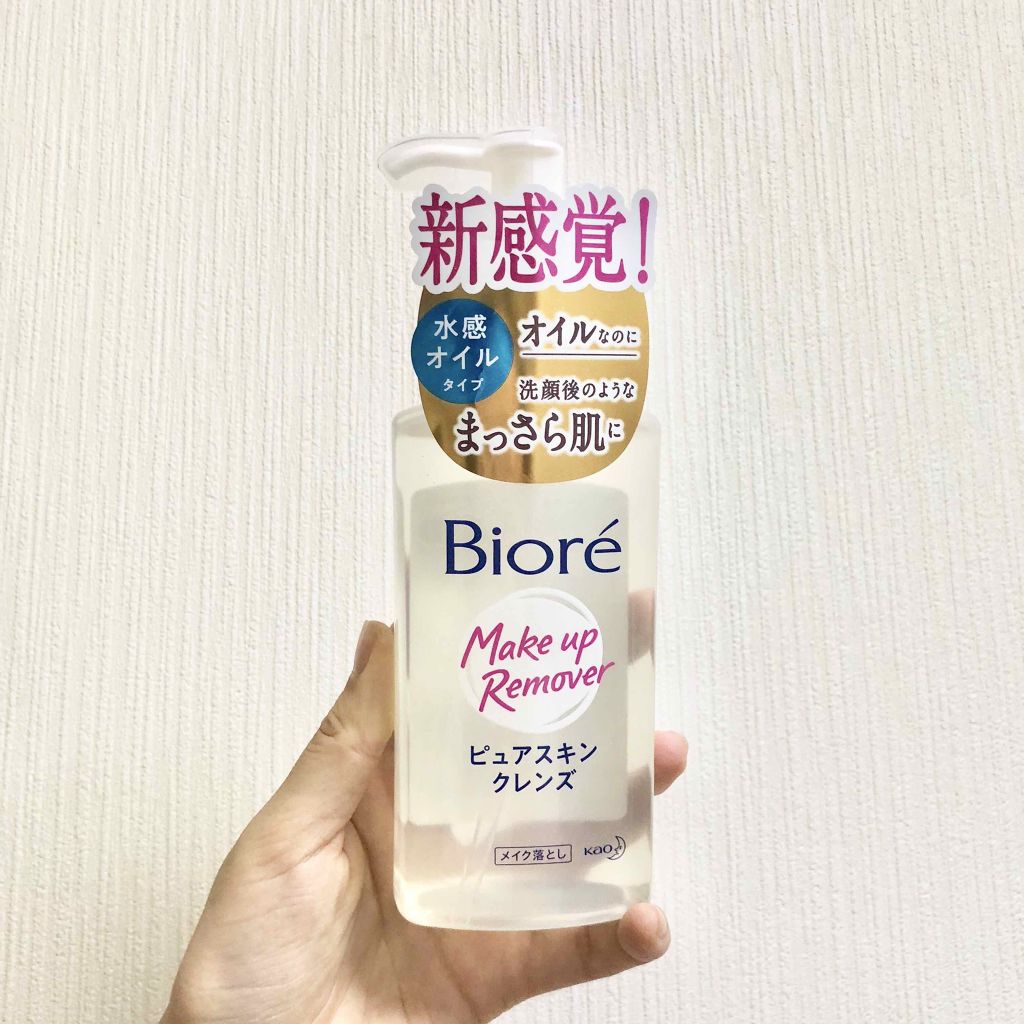 新感覚!
水感
オイル
タイプ
オイルなのに
洗顔後のような
まっさら肌に
Bioré
Make up
Remover
ピュアスキン
クレンズ
メイク落とし
Kao